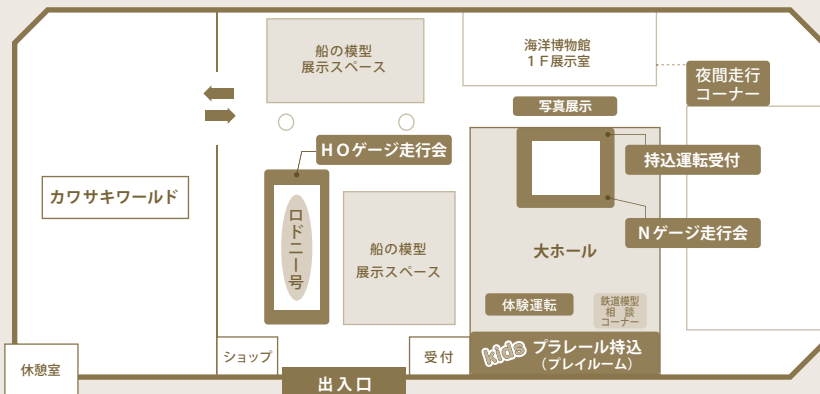 船の模型
展示スペース
海洋博物館
１Ｆ展示室
夜間走行
コーナー
写真展示
ＨＯゲージ走行会
持込運転受付
カワサキワールド
ロドニー号
船の模型
展示スペース
Ｎゲージ走行会
大ホール
体験運転
鉄道模型
相　談
コーナー
休憩室
ショップ
受付
kids
プラレール持込
（プレイルーム）
出入口